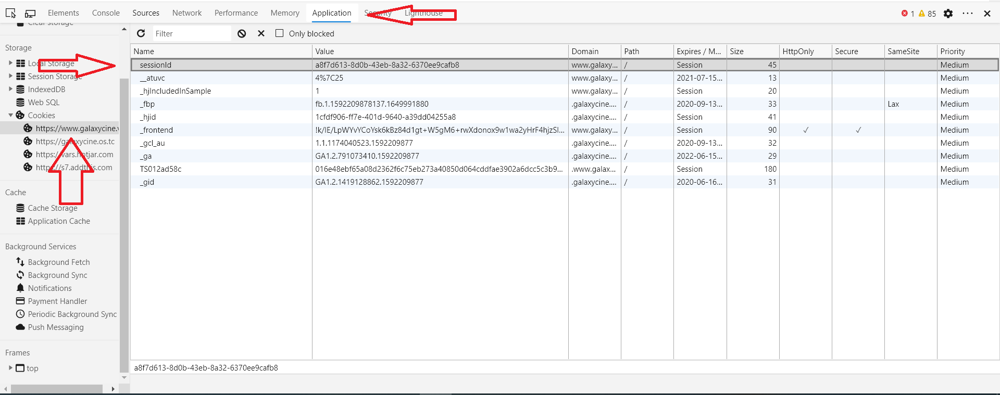 Elements Console Sources Network Performance Memory Application Security Lighthouse 1 85
Clear storage
Filter Only blocked
Storage
Local Storage
Session Storage
IndexedDB
Web SQL
Cookies
https://www.galaxycine.v
https://galaxycine.os.tc
https://vars.hotjar.com
https://s7.addthis.com
Cache
Cache Storage
Application Cache
Background Services
Background Fetch
Background Sync
Notifications
Payment Handler
Periodic Background Sync
Push Messaging
Frames
top
Name Value Domain Path Expires / M... Size HttpOnly Secure SameSite Priority
sessionId a8f7d613-8d0b-43eb-8a32-6370ee9cafb8 www.galaxy... / Session 45 Medium
__atuvc 4%7C25 www.galaxy... / 2021-07-15... 13 Medium
_hjIncludedInSample 1 www.galaxy... / Session 20 Medium
_fbp fb.1.1592209878137.1649991880 .galaxycine.... / 2020-09-13... 33 Lax Medium
_hjid 1cfdf906-ff7e-401d-9640-a39dd04255a8 .galaxycine.... / Session 41 Medium
_frontend !k/IE/LpWYvYCoYsk6kBz84d1gt+W5gM6+rwXdonox9w1wa2yHrF4hjzSl... www.galaxy... / Session 90 ✓ ✓ Medium
_gcl_au 1.1.1174040523.1592209877 .galaxycine.... / 2020-09-13... 32 Medium
_ga GA1.2.791073410.1592209877 .galaxycine.... / 2022-06-15... 29 Medium
TS012ad58c 016e48ebf65a08d2362f6c75eb273a40850d064cddfae3902a6dcc5c3b9... .www.galax... / Session 180 Medium
_gid GA1.2.1419128862.1592209877 .galaxycine.... / 2020-06-16... 31 Medium
a8f7d613-8d0b-43eb-8a32-6370ee9cafb8